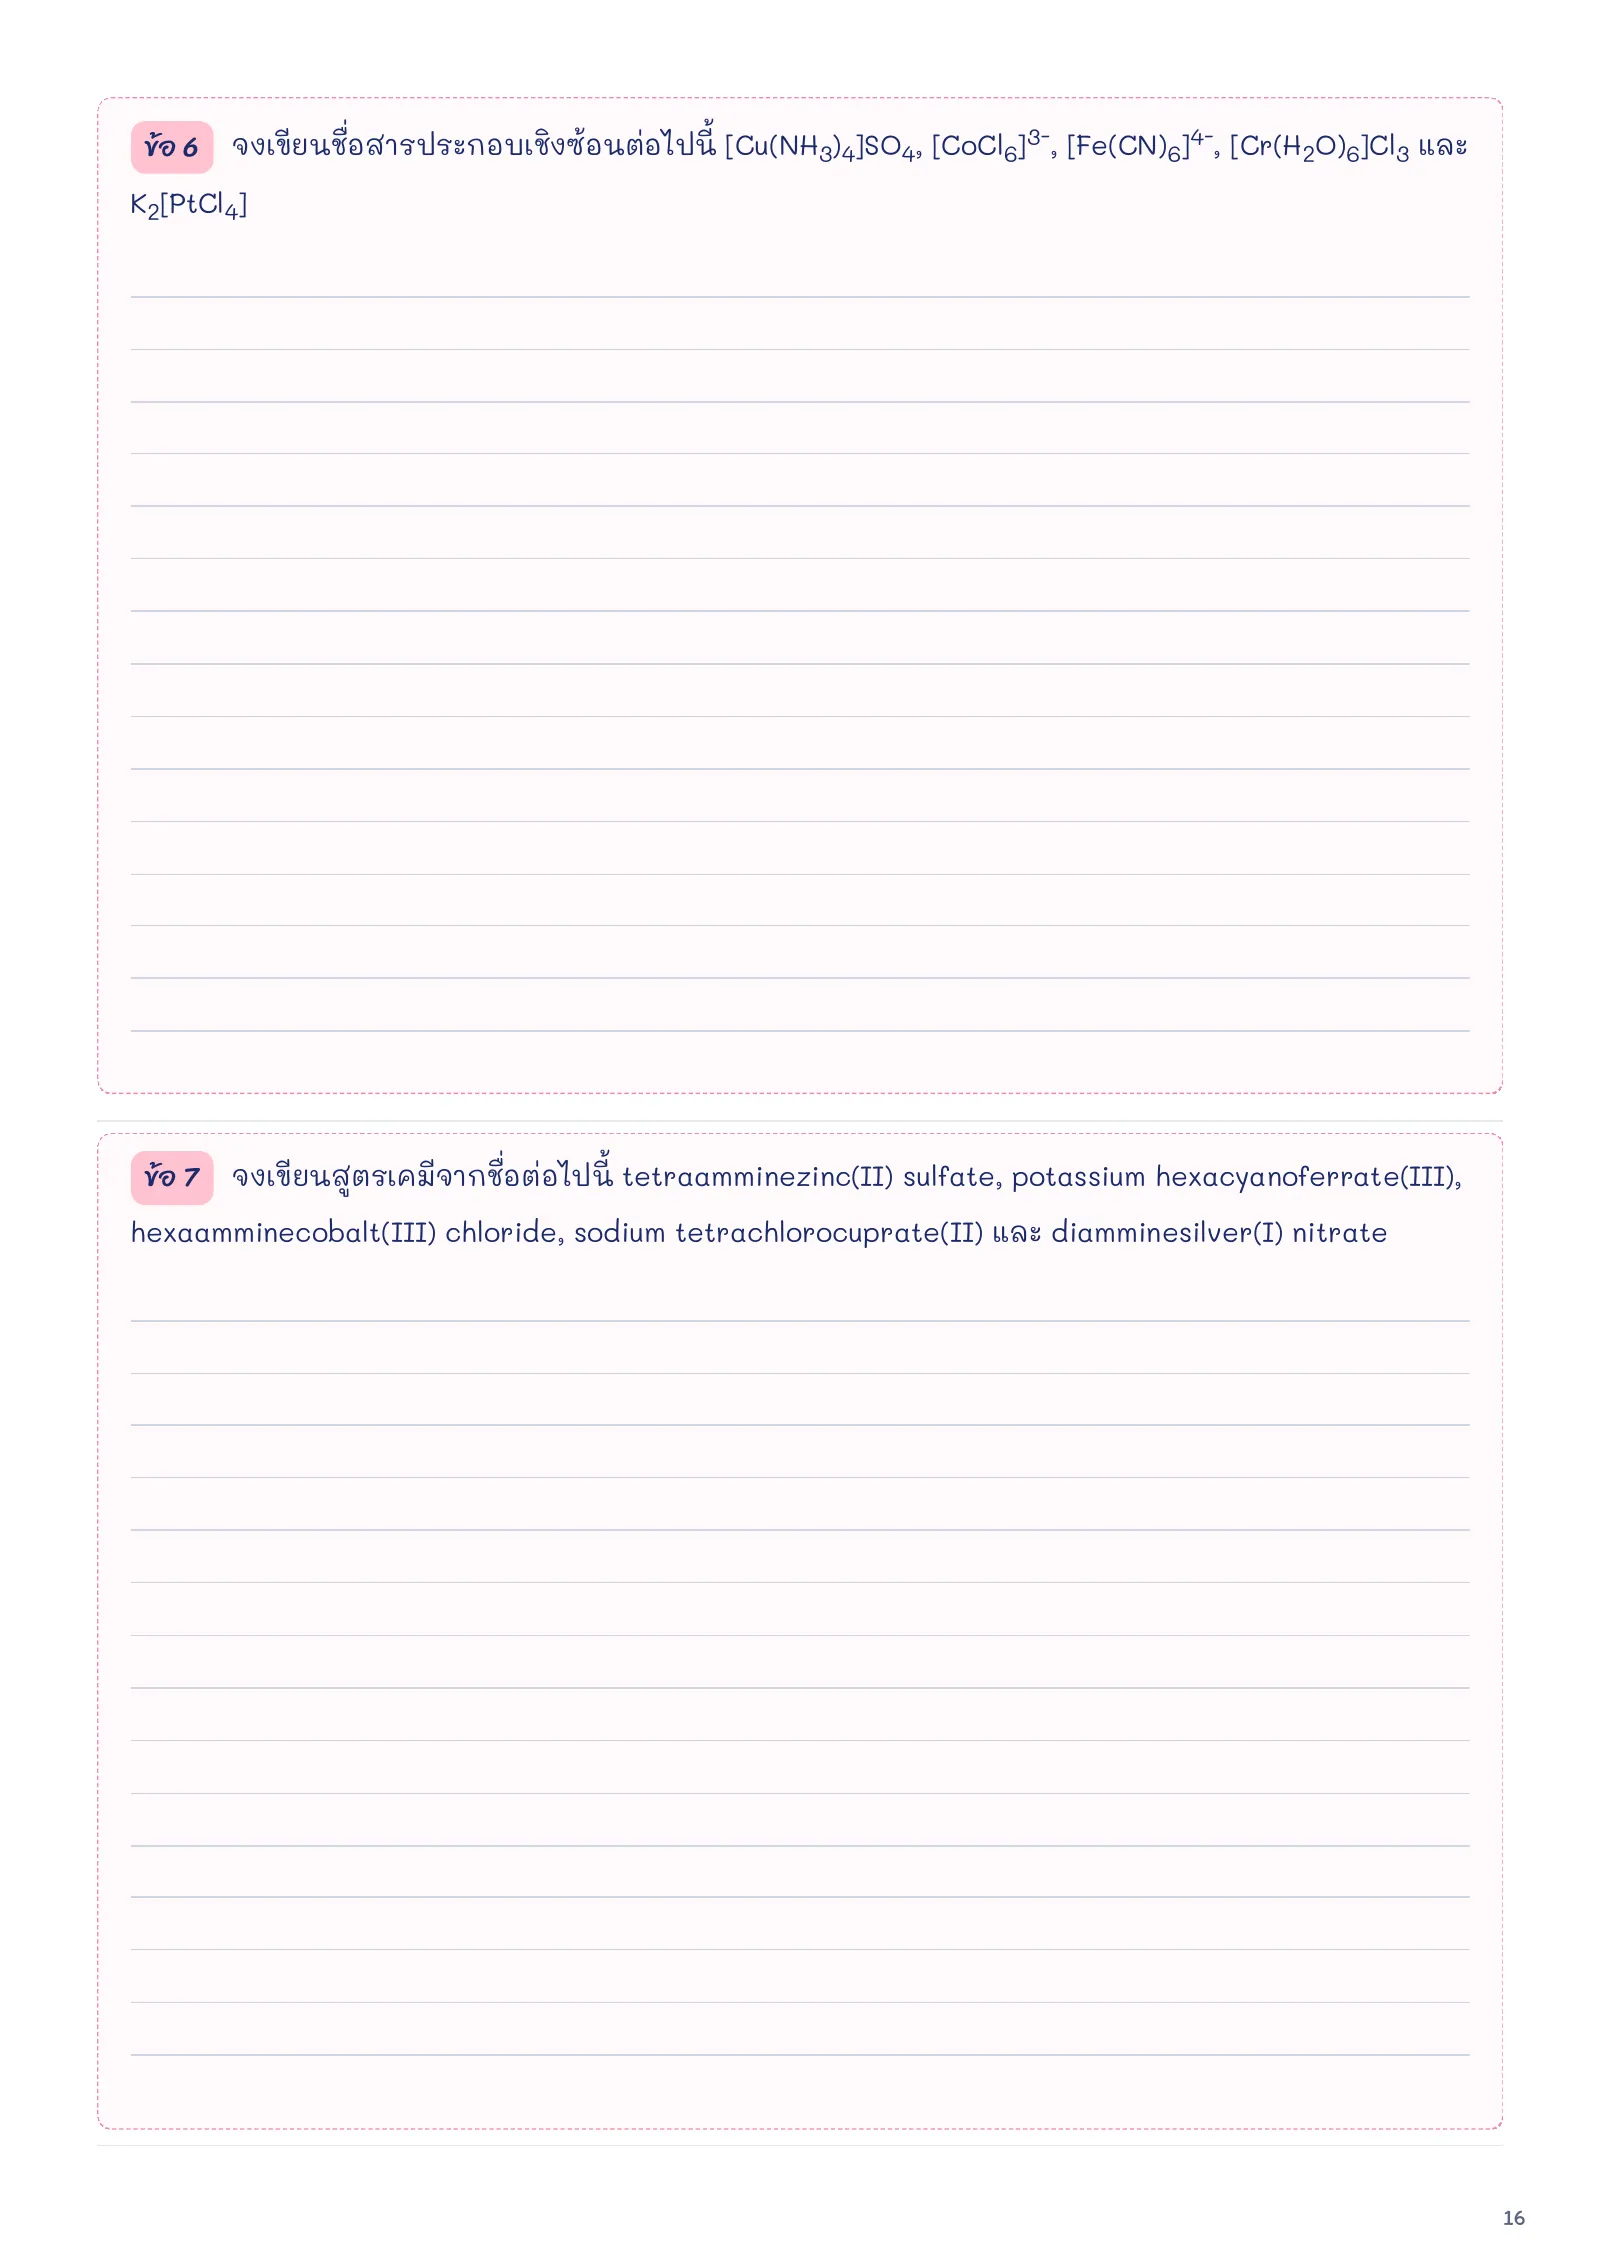 ข้อ 6 จงเขียนชื่อสารประกอบเชิงซ้อนต่อไปนี้ [Cu(NH₃)₄]SO₄, [CoCl₆]³⁻, [Fe(CN)₆]⁴⁻, [Cr(H₂O)₆]Cl₃ และ
K₂[PtCl₄]
ข้อ 7 จงเขียนสูตรเคมีจากชื่อต่อไปนี้ tetraamminezinc(II) sulfate, potassium hexacyanoferrate(III),
hexaamminecobalt(III) chloride, sodium tetrachlorocuprate(II) และ diamminesilver(I) nitrate
16